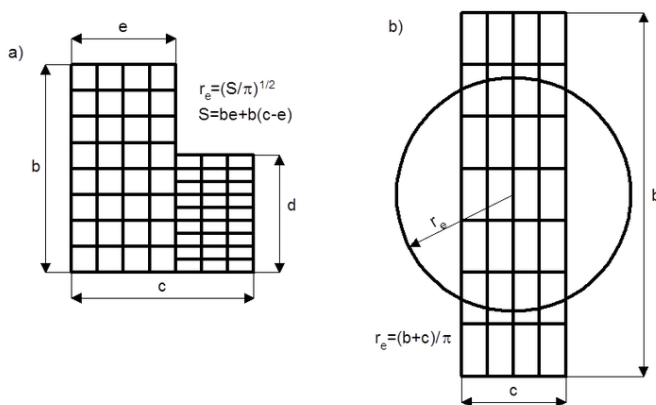 a)
e
b
r_e=(S/π)^{1/2}
S=be+b(c-e)
d
c
b)
b
r_e
r_e=(b+c)/π
c